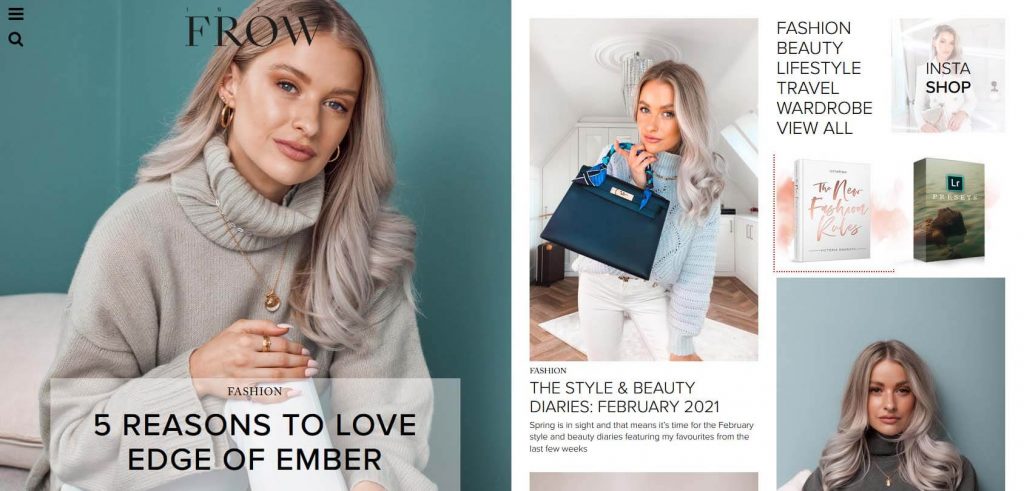 IN THE
FROW
FASHION
5 REASONS TO LOVE
EDGE OF EMBER
FASHION
THE STYLE & BEAUTY
DIARIES: FEBRUARY 2021
Spring is in sight and that means it's time for the February
style and beauty diaries featuring my favourites from the
last few weeks
FASHION
BEAUTY
LIFESTYLE
TRAVEL
WARDROBE
VIEW ALL
INSTA
SHOP
The New
Fashion
Rules
Lr
PRESETS